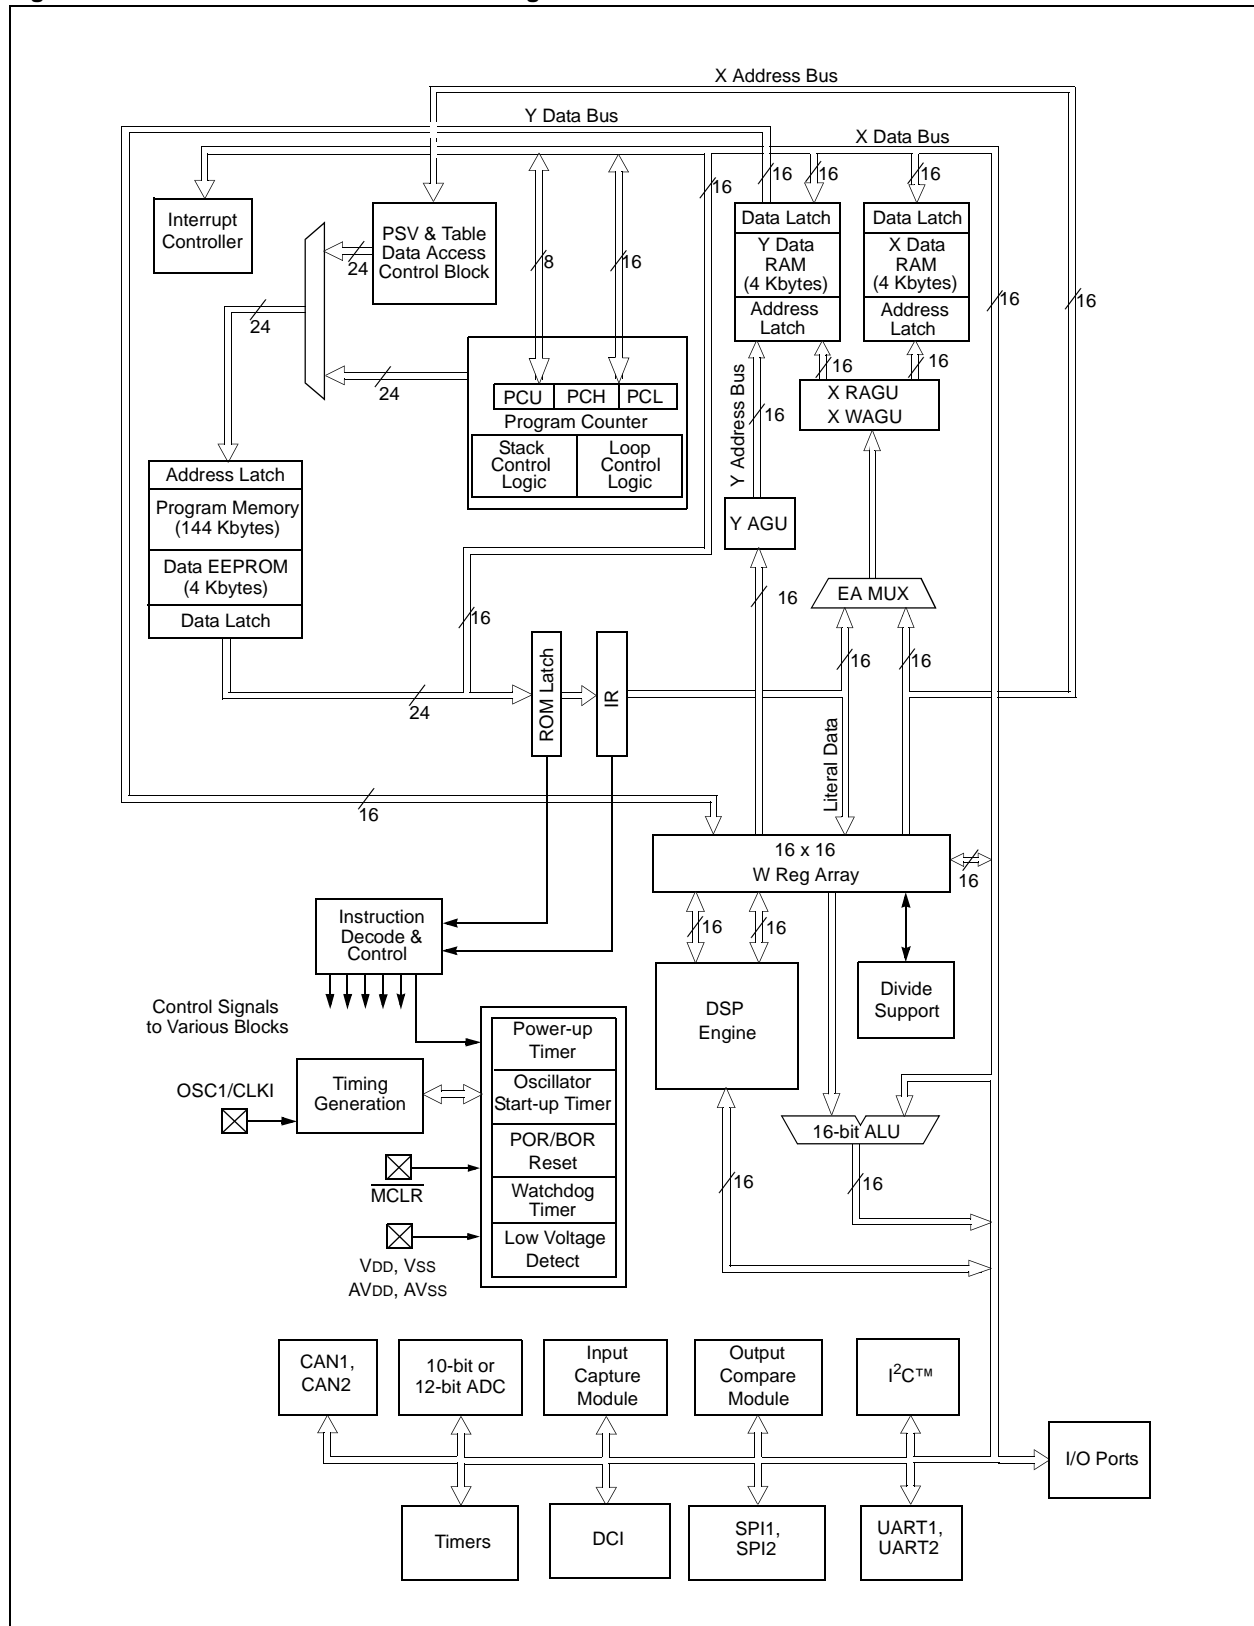 X Address Bus
Y Data Bus
X Data Bus
16
16
16
16
Interrupt
Controller
PSV & Table
Data Access
Control Block
24
8
16
Data Latch
Y Data
RAM
(4 Kbytes)
Address
Latch
Data Latch
X Data
RAM
(4 Kbytes)
Address
Latch
16
16
24
24
16
16
PCU
PCH
PCL
Program Counter
Stack
Control
Logic
Loop
Control
Logic
X RAGU
X WAGU
Y Address Bus
16
Address Latch
Program Memory
(144 Kbytes)
Data EEPROM
(4 Kbytes)
Data Latch
Y AGU
EA MUX
16
16
16
16
24
ROM Latch
IR
Literal Data
16
16 x 16
W Reg Array
16
Instruction
Decode &
Control
16
16
Control Signals
to Various Blocks
DSP
Engine
Divide
Support
Power-up
Timer
Oscillator
Start-up Timer
POR/BOR
Reset
Watchdog
Timer
Low Voltage
Detect
OSC1/CLKI
Timing
Generation
MCLR
VDD, VSS
AVDD, AVSS
16-bit ALU
16
16
CAN1,
CAN2
10-bit or
12-bit ADC
Input
Capture
Module
Output
Compare
Module
I2C™
I/O Ports
Timers
DCI
SPI1,
SPI2
UART1,
UART2